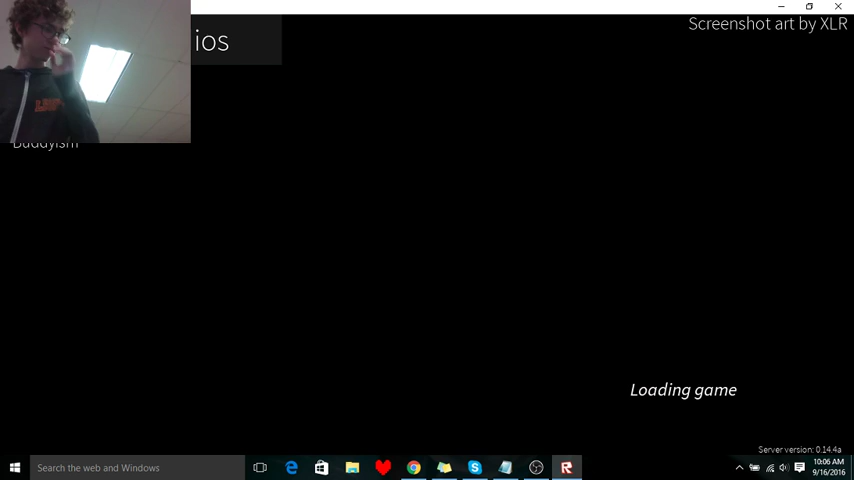 Screenshot art by XLR
ios
Buddyism
Loading game
Server version: 0.14.4a
Search the web and Windows
10:06 AM
9/16/2016